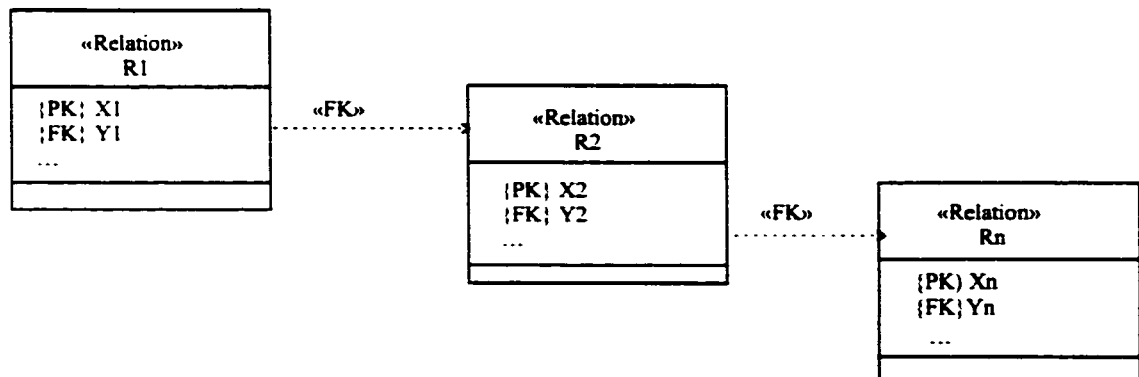 «Relation»
R1
{PK} X1
{FK} Y1
...
«FK»
«Relation»
R2
{PK} X2
{FK} Y2
...
«FK»
«Relation»
Rn
{PK) Xn
{FK}Yn
...